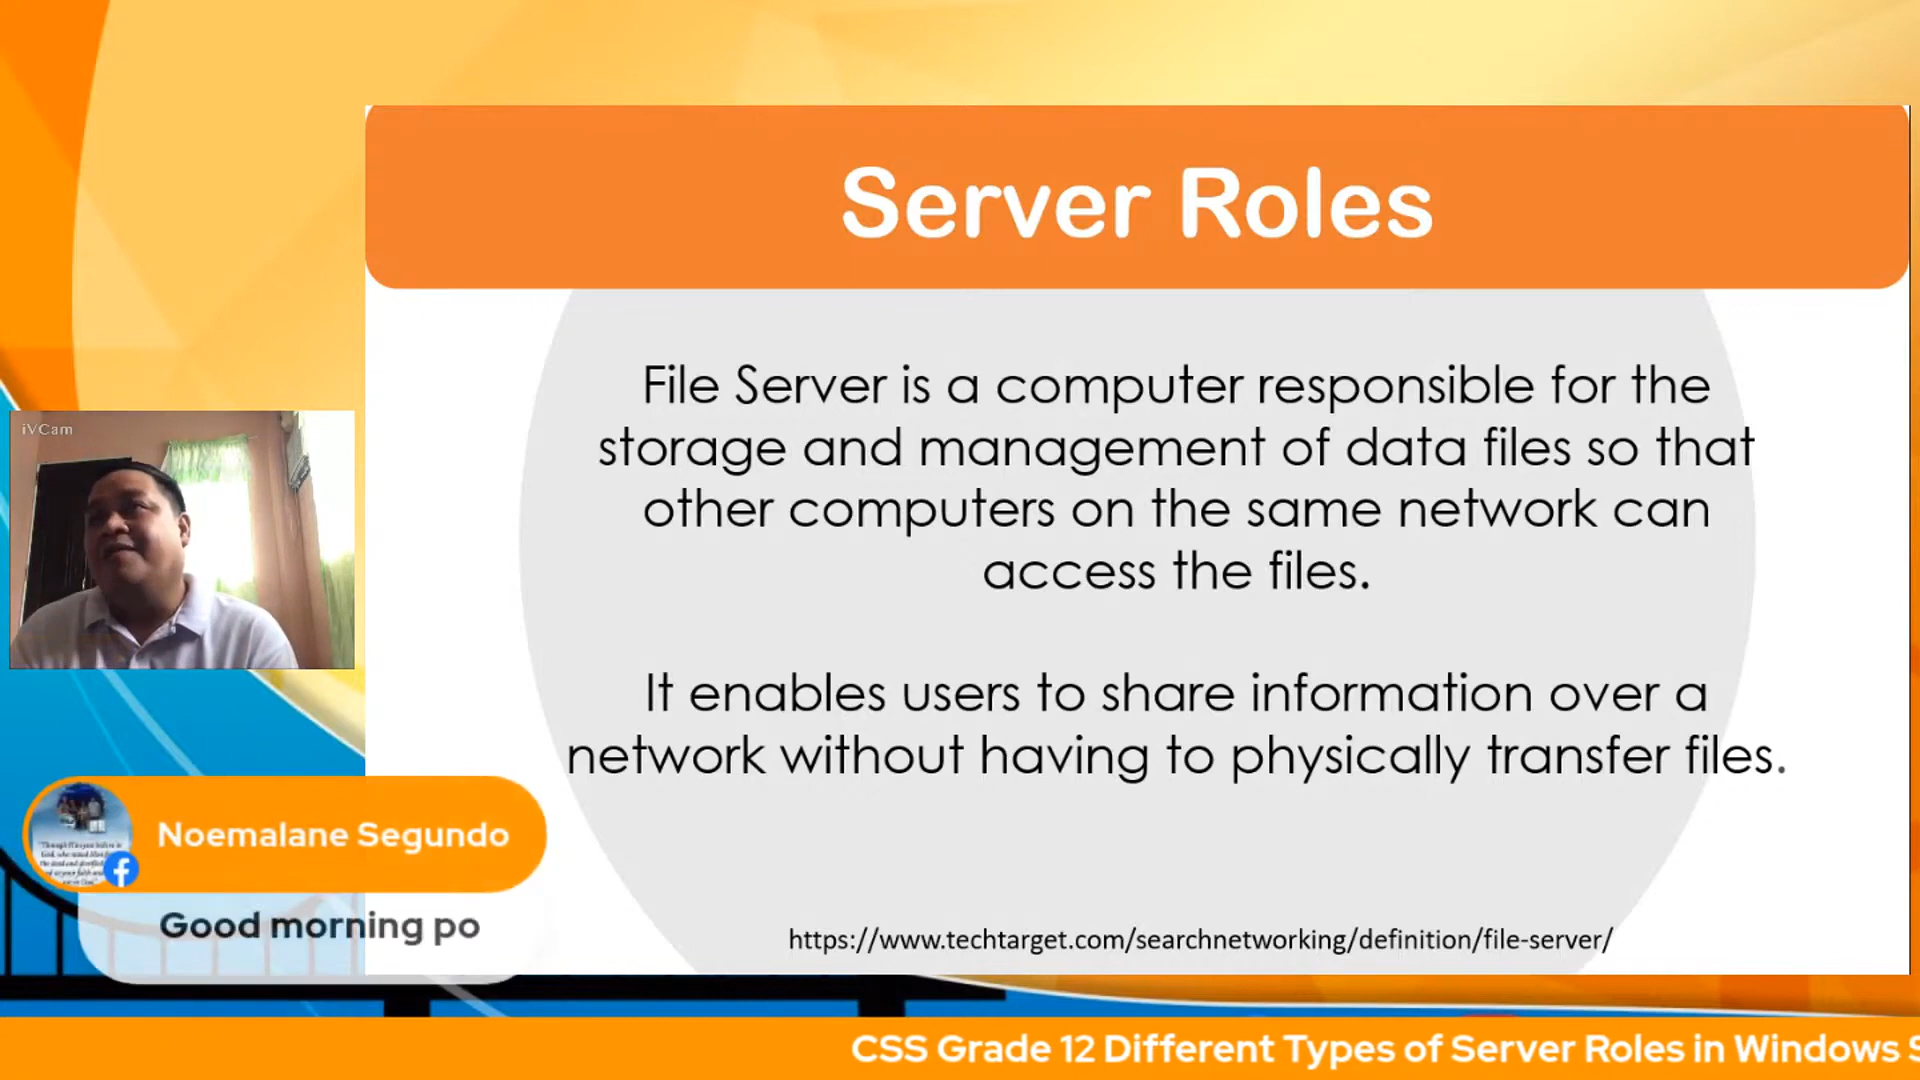 Server Roles
File Server is a computer responsible for the
storage and management of data files so that
other computers on the same network can
access the files.
It enables users to share information over a
network without having to physically transfer files.
https://www.techtarget.com/searchnetworking/definition/file-server/
iVCam
Noemalane Segundo
Good morning po
CSS Grade 12 Different Types of Server Roles in Windows S